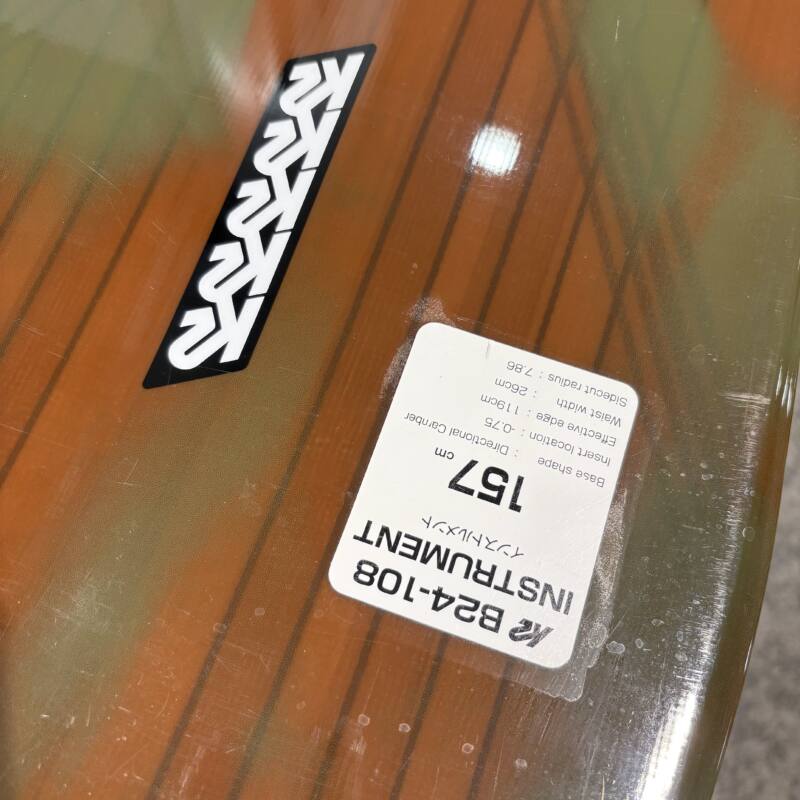 K2K2K2K2K2
K2 B24-108
INSTRUMENT
インストルメント
157 cm
Base shape : Directional Camber
Insert location : -0.75
Effective edge : 119cm
Waist width : 26cm
Sidecut radius : 7.86